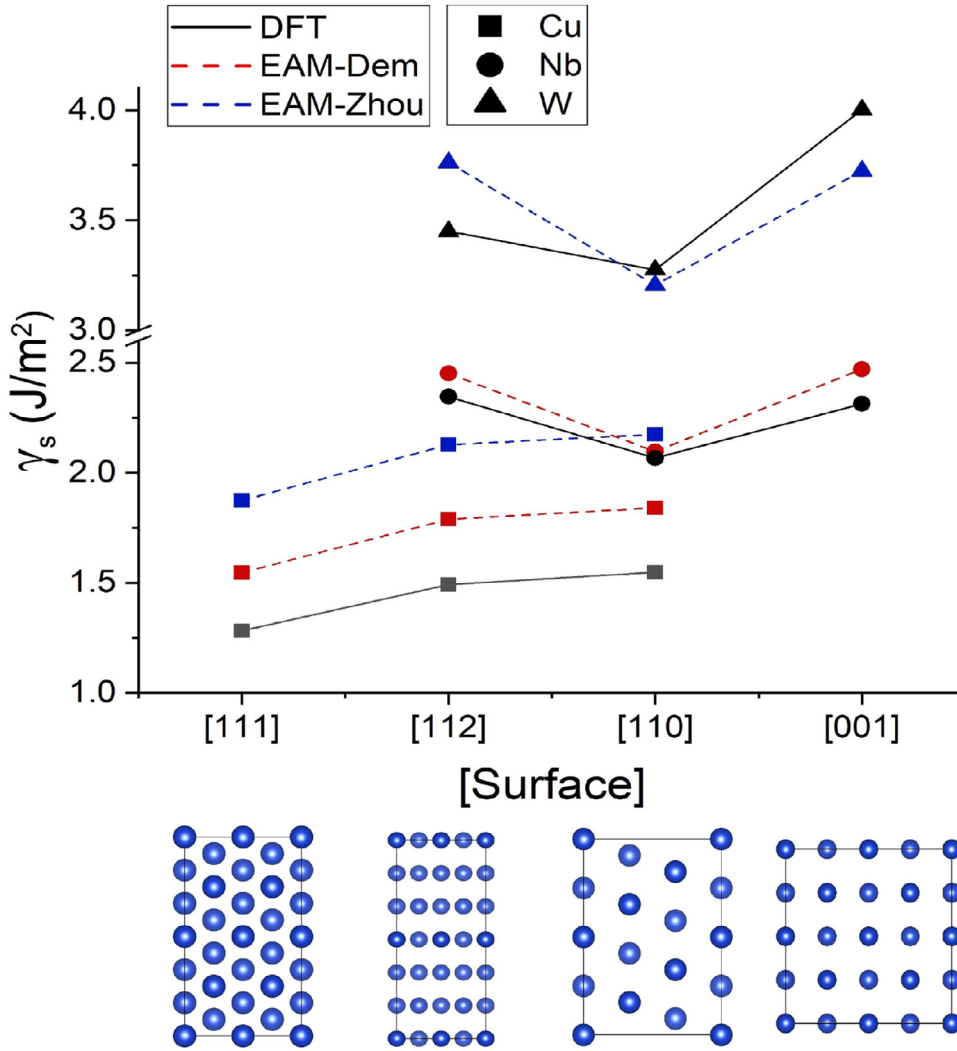 DFT
EAM-Dem
EAM-Zhou
Cu
Nb
W
4.0
3.5
3.0
2.5
2.0
1.5
1.0
γs (J/m²)
[111] [112] [110] [001]
[Surface]